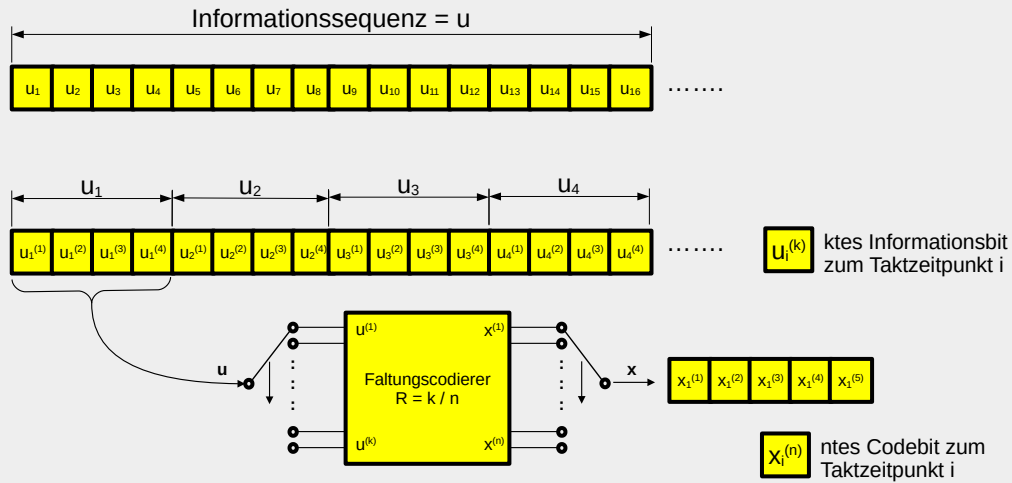 Informationssequenz = u
u₁ u₂ u₃ u₄ u₅ u₆ u₇ u₈ u₉ u₁₀ u₁₁ u₁₂ u₁₃ u₁₄ u₁₅ u₁₆ …….
u₁ u₂ u₃ u₄
u₁⁽¹⁾ u₁⁽²⁾ u₁⁽³⁾ u₁⁽⁴⁾ u₂⁽¹⁾ u₂⁽²⁾ u₂⁽³⁾ u₂⁽⁴⁾ u₃⁽¹⁾ u₃⁽²⁾ u₃⁽³⁾ u₃⁽⁴⁾ u₄⁽¹⁾ u₄⁽²⁾ u₄⁽³⁾ u₄⁽⁴⁾ …….
uᵢ⁽ᵏ⁾ ktes Informationsbit
zum Taktzeitpunkt i
u⁽¹⁾ x⁽¹⁾
u
Faltungscodierer
R = k / n
x
x₁⁽¹⁾ x₁⁽²⁾ x₁⁽³⁾ x₁⁽⁴⁾ x₁⁽⁵⁾
u⁽ᵏ⁾ x⁽ⁿ⁾
xᵢ⁽ⁿ⁾ ntes Codebit zum
Taktzeitpunkt i